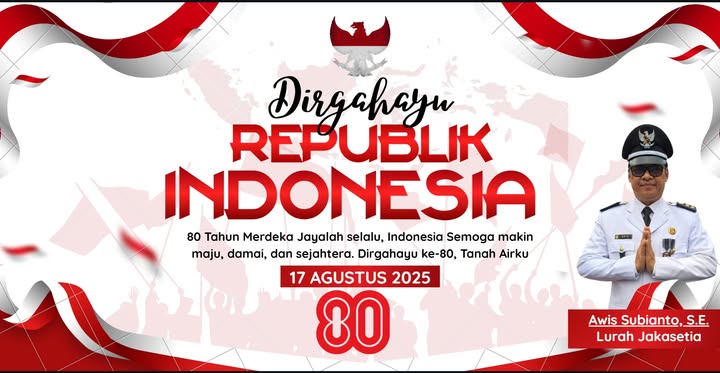 Dirgahayu
REPUBLIK
INDONESIA
80 Tahun Merdeka Jayalah selalu, Indonesia Semoga makin
maju, damai, dan sejahtera. Dirgahayu ke-80, Tanah Airku
17 AGUSTUS 2025
80
Awis Subianto, S.E.
Lurah Jakasetia